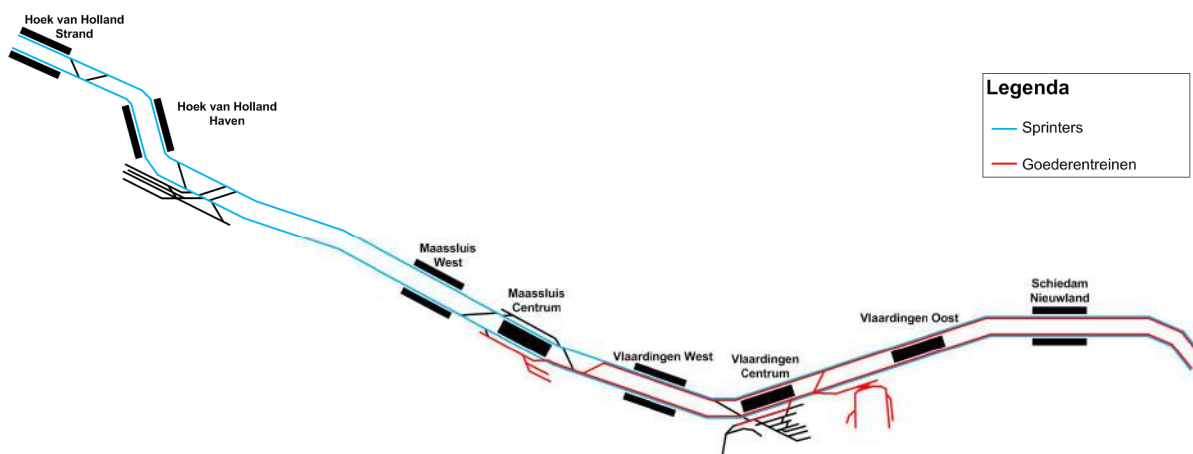 Hoek van Holland
Strand
Hoek van Holland
Haven
Maassluis
West
Maassluis
Centrum
Vlaardingen West
Vlaardingen
Centrum
Vlaardingen Oost
Schiedam
Nieuwland
Legenda
Sprinters
Goederentreinen